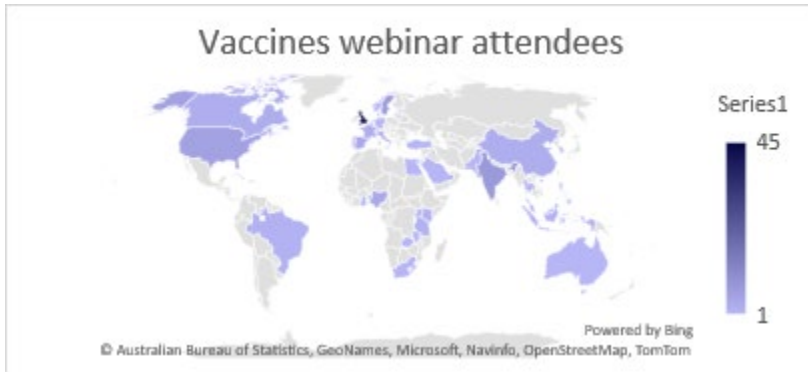 Vaccines webinar attendees
Series1
45
1
Powered by Bing
© Australian Bureau of Statistics, GeoNames, Microsoft, Navinfo, OpenStreetMap, TomTom